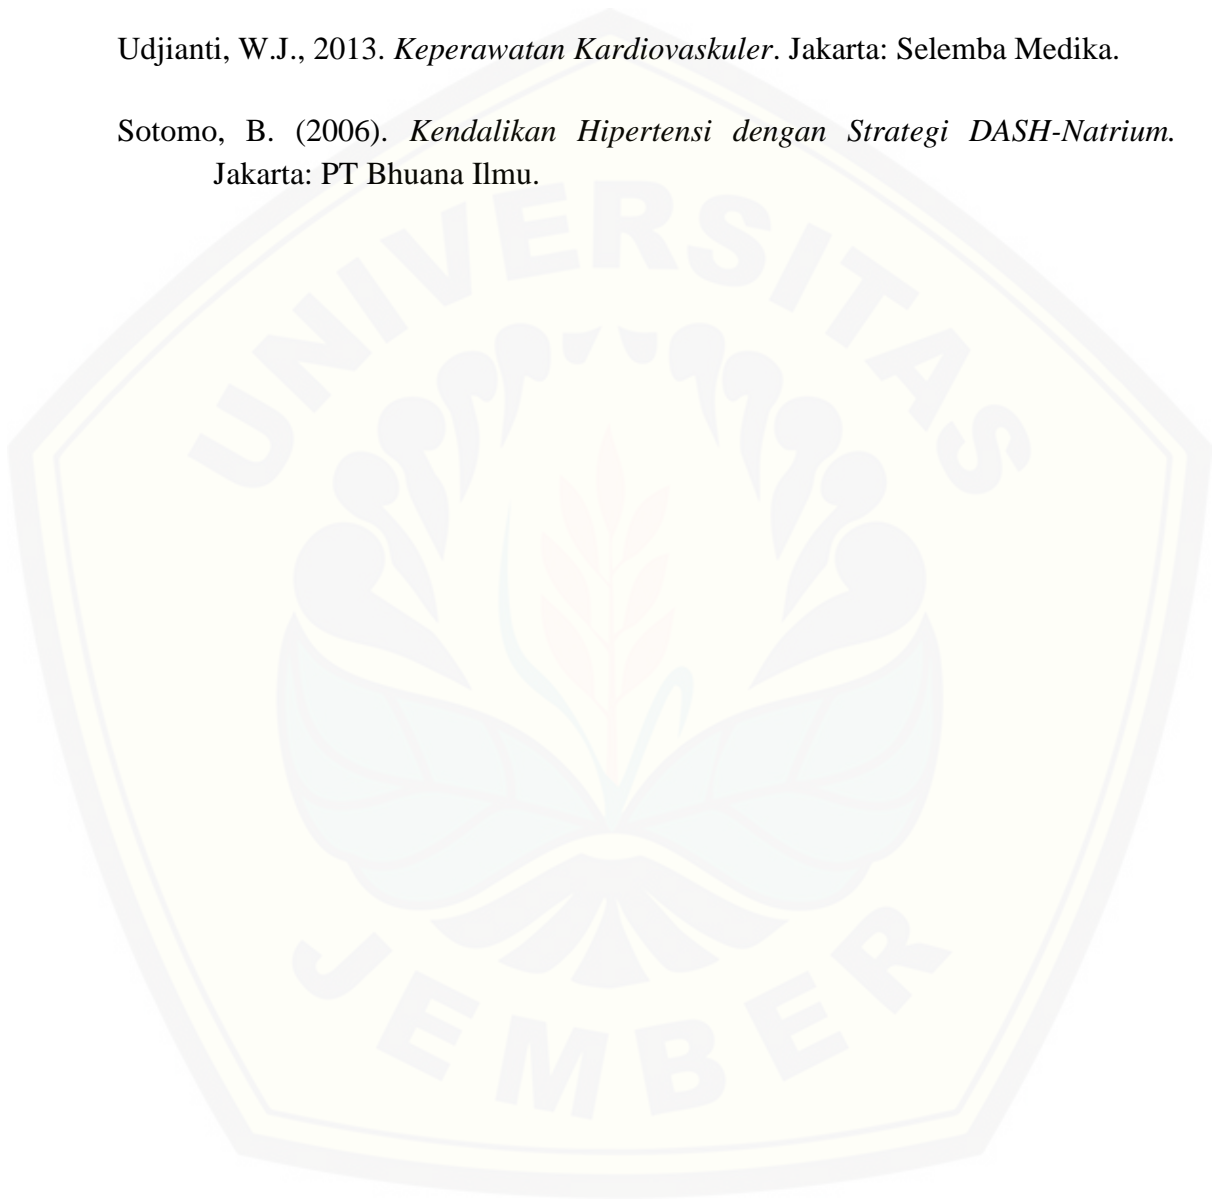 Udjianti, W.J., 2013. Keperawatan Kardiovaskuler. Jakarta: Selemba Medika.
Sotomo, B. (2006). Kendalikan Hipertensi dengan Strategi DASH-Natrium.
Jakarta: PT Bhuana Ilmu.
UNIVERSITAS
JEMBER